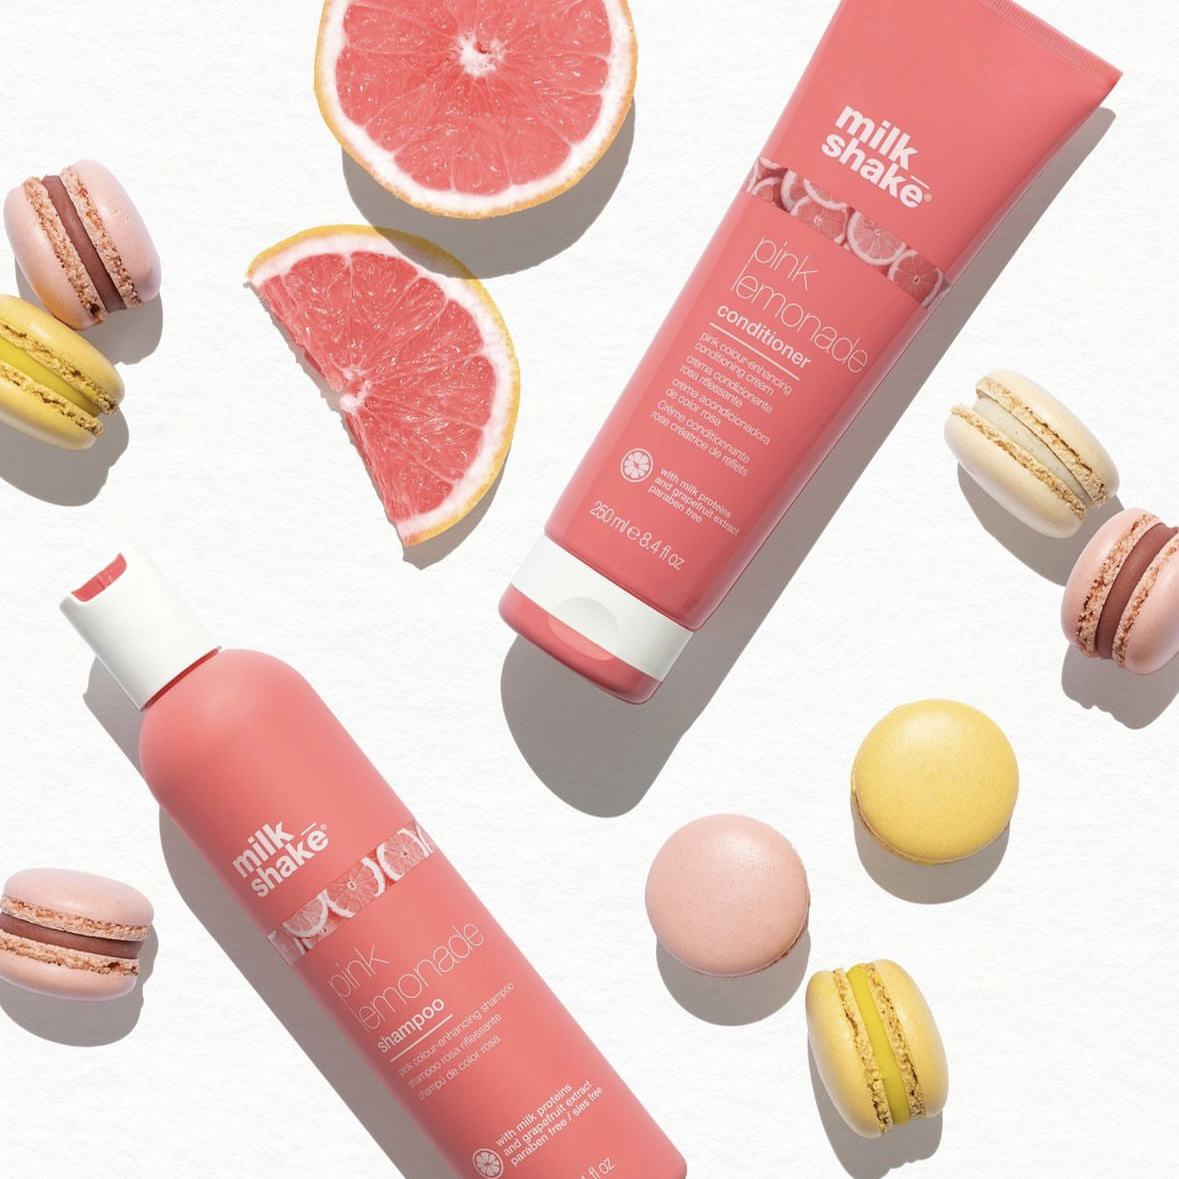 milk
shake®
pink
lemonade
conditioner
pink colour-enhancing
conditioning cream
crema condizionante
rosa riflessante
crema acondicionadora
de color rosa
Crème conditionnante
rose créatrice de reflets
with milk proteins
and grapefruit extract
paraben free
250 ml e 8.4 fl oz
milk
shake®
pink
lemonade
shampoo
pink colour-enhancing shampoo
shampoo rosa riflessante
champú de color rosa
with milk proteins
and grapefruit extract
paraben free / sles free
fl oz